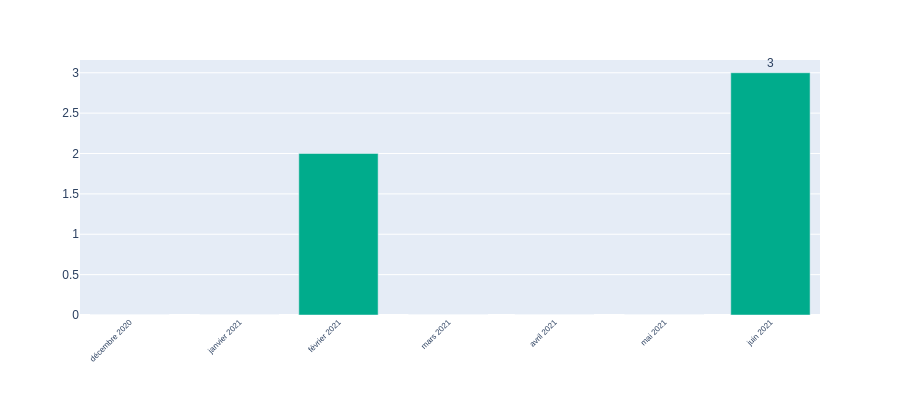 3
3
2.5
2
1.5
1
0.5
0
décembre 2020
janvier 2021
février 2021
mars 2021
avril 2021
mai 2021
juin 2021